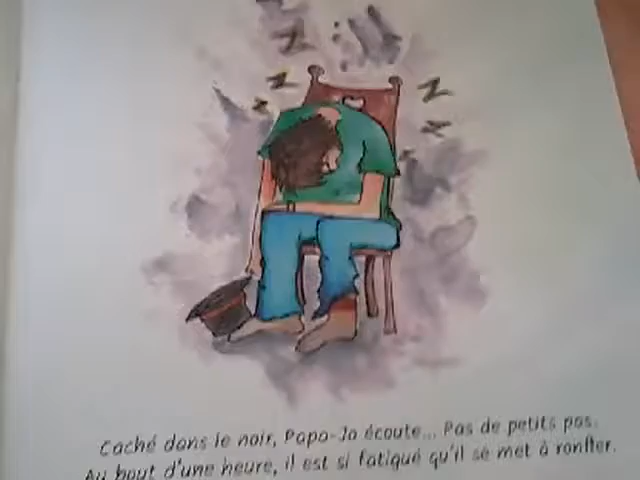 z
z
z
z
z
z
Caché dans le noir, Papa-Jo écoute... Pas de petits pas.
Au bout d'une heure, il est si fatigué qu'il se met à ronfler.